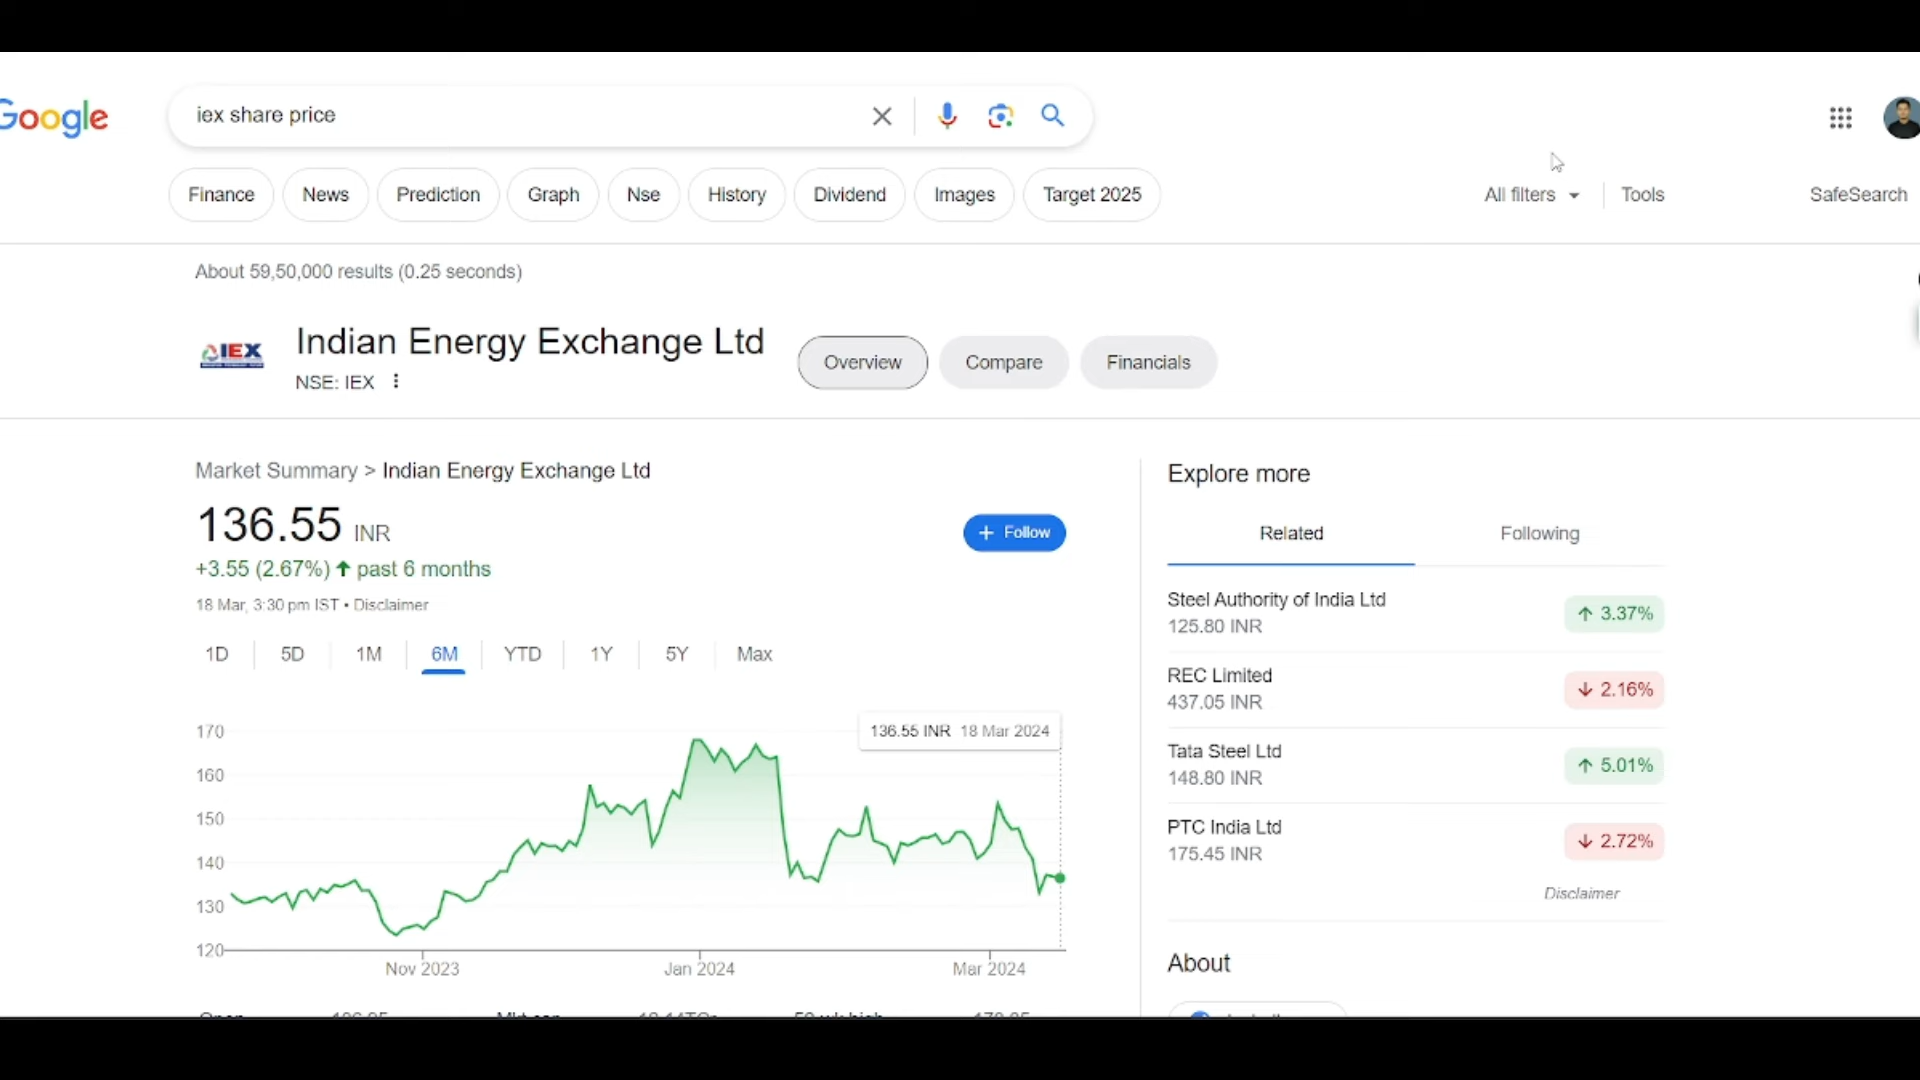 Google
iex share price
Finance
News
Prediction
Graph
Nse
History
Dividend
Images
Target 2025
All filters
Tools
SafeSearch
About 59,50,000 results (0.25 seconds)
IEX
Indian Energy Exchange Ltd
NSE: IEX
Overview
Compare
Financials
Market Summary > Indian Energy Exchange Ltd
136.55 INR
+ Follow
+3.55 (2.67%) ↑ past 6 months
18 Mar, 3:30 pm IST • Disclaimer
1D
5D
1M
6M
YTD
1Y
5Y
Max
136.55 INR 18 Mar 2024
170
160
150
140
130
120
Nov 2023
Jan 2024
Mar 2024
Explore more
Related
Following
Steel Authority of India Ltd
125.80 INR
↑ 3.37%
REC Limited
437.05 INR
↓ 2.16%
Tata Steel Ltd
148.80 INR
↑ 5.01%
PTC India Ltd
175.45 INR
↓ 2.72%
Disclaimer
About